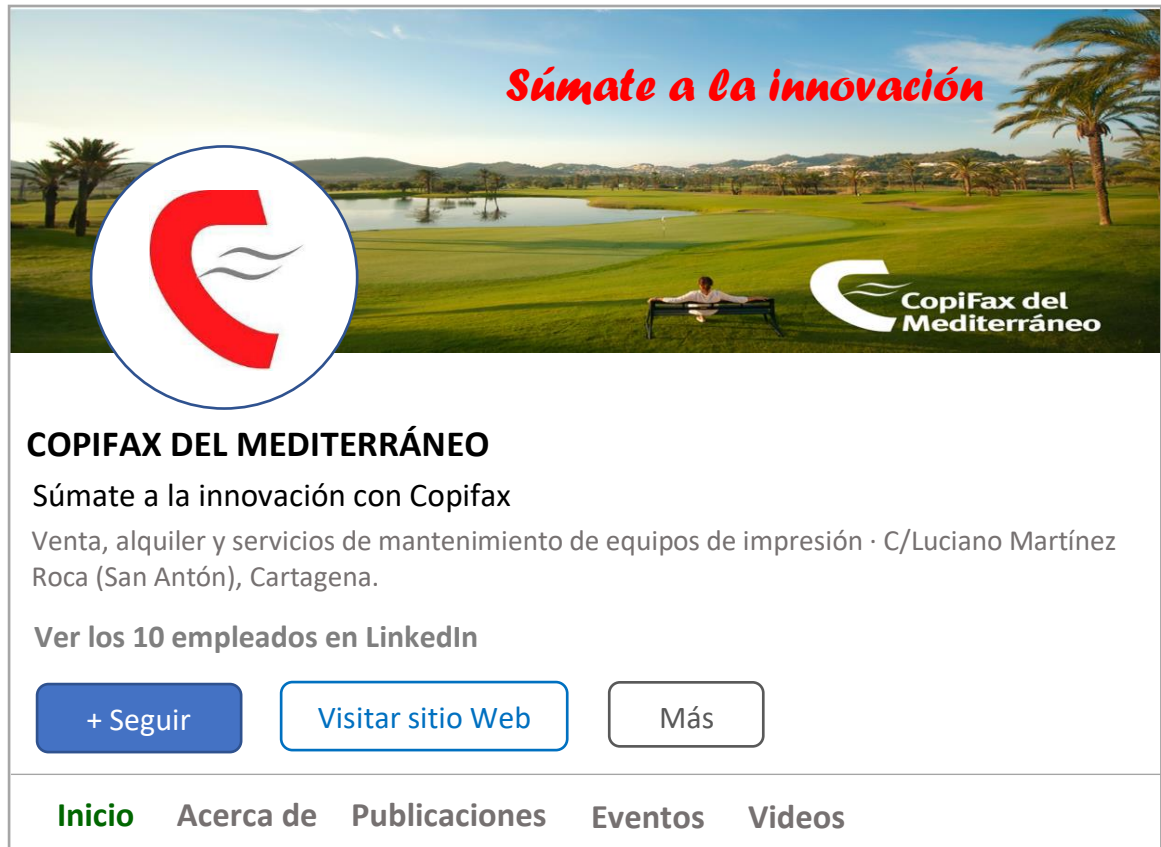 Súmate a la innovación
CopiFax del
Mediterráneo
COPIFAX DEL MEDITERRÁNEO
Súmate a la innovación con Copifax
Venta, alquiler y servicios de mantenimiento de equipos de impresión · C/Luciano Martínez
Roca (San Antón), Cartagena.
Ver los 10 empleados en LinkedIn
+ Seguir Visitar sitio Web Más
Inicio Acerca de Publicaciones Eventos Videos